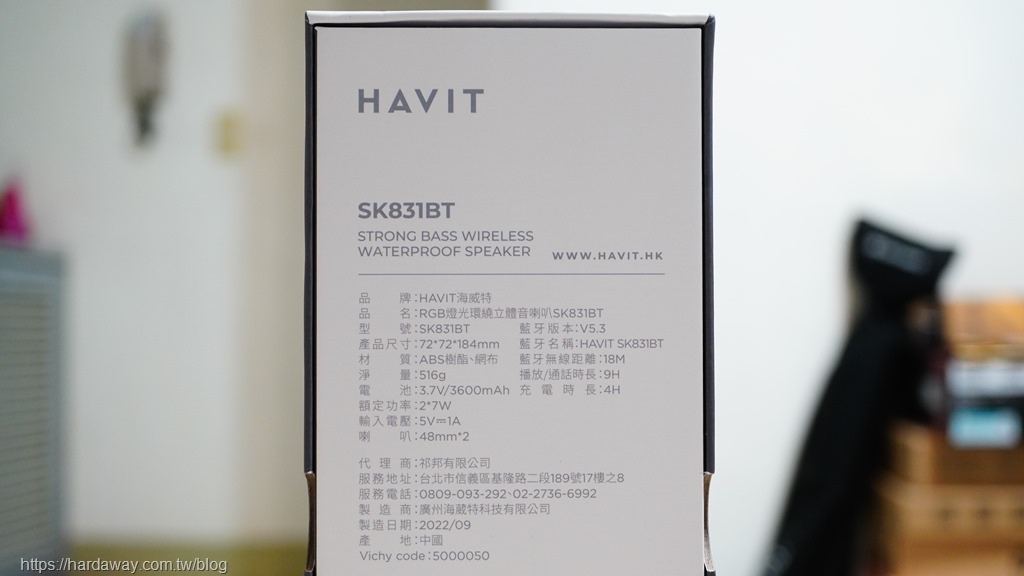 HAVIT
SK831BT
STRONG BASS WIRELESS
WATERPROOF SPEAKER
WWW.HAVIT.HK
品牌：HAVIT海威特
品名：RGB燈光環繞立體音喇叭SK831BT
型號：SK831BT 藍牙版本：V5.3
產品尺寸：72*72*184mm 藍牙名稱：HAVIT SK831BT
材質：ABS樹酯、網布 藍牙無線距離：18M
淨量：516g 播放/通話時長：9H
電池：3.7V/3600mAh 充電時長：4H
額定功率：2*7W
輸入電壓：5V⎓1A
喇叭：48mm*2
代理商：祁邦有限公司
服務地址：台北市信義區基隆路二段189號17樓之8
服務電話：0809-093-292、02-2736-6992
製造商：廣州海葳特科技有限公司
製造日期：2022/09
產地：中國
Vichy code：5000050
https://hardaway.com.tw/blog